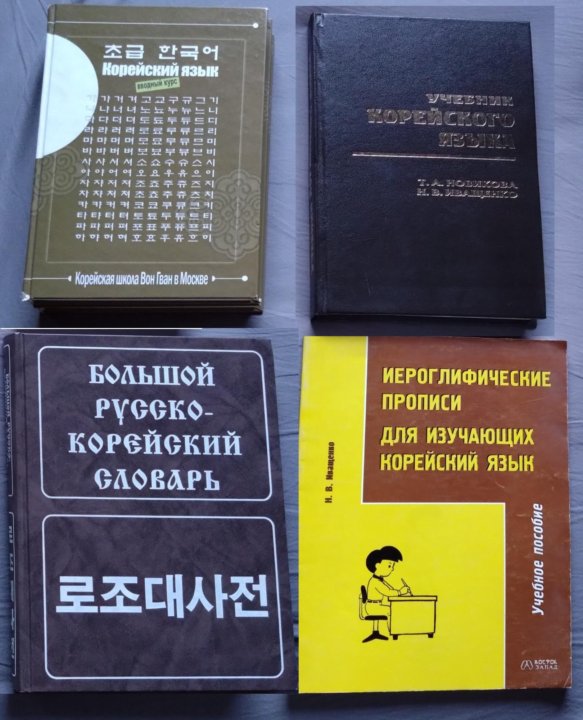 초급 한국어
Корейский язык
вводный курс
가 갸 거 겨 고 교 구 규 그 기
나 냐 너 녀 노 뇨 누 뉴 느 니
다 댜 더 뎌 도 됴 두 듀 드 디
라 랴 러 려 로 료 루 류 르 리
마 먀 머 며 모 묘 무 뮤 므 미
바 뱌 버 벼 보 뵤 부 뷰 브 비
사 샤 서 셔 소 쇼 수 슈 스 시
아 야 어 여 오 요 우 유 으 이
자 쟈 저 져 조 죠 주 쥬 즈 지
차 챠 처 쳐 초 쵸 추 츄 츠 치
카 캬 커 켜 코 쿄 쿠 큐 크 키
타 탸 터 텨 토 툐 투 튜 트 티
파 퍄 퍼 펴 포 표 푸 퓨 프 피
하 햐 허 혀 호 효 후 휴 흐 히
Корейская школа Вон Гван в Москве
УЧЕБНИК
КОРЕЙСКОГО
ЯЗЫКА
Т. А. НОВИКОВА
Н. В. ИВАЩЕНКО
БОЛЬШОЙ
РУССКО-
КОРЕЙСКИЙ
СЛОВАРЬ
로조대사전
ИЕРОГЛИФИЧЕСКИЕ
ПРОПИСИ
ДЛЯ ИЗУЧАЮЩИХ
КОРЕЙСКИЙ ЯЗЫК
Н. В. Иващенко
Учебное пособие
ВОСТОК
ЗАПАД